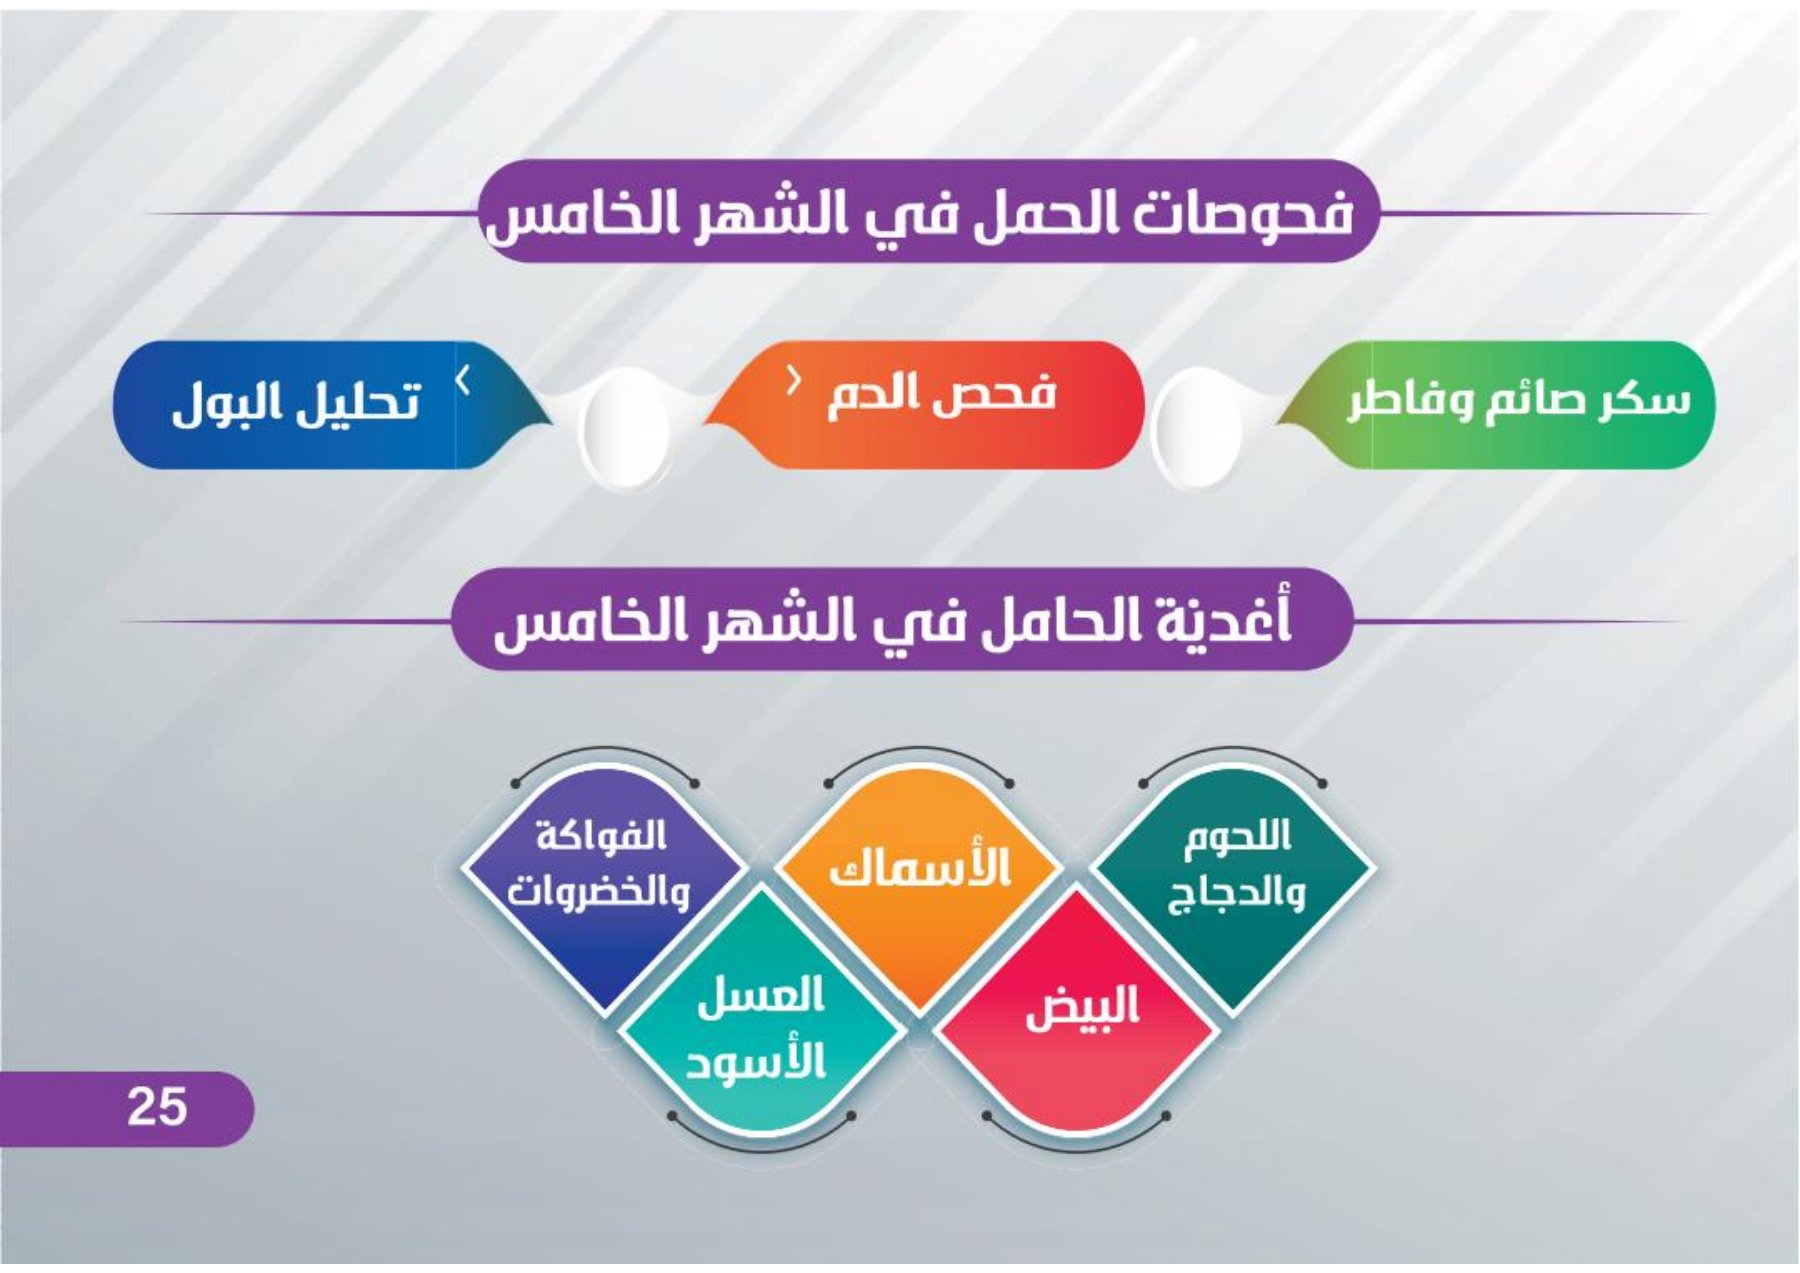 فحوصات الحمل في الشهر الخامس
سكر صائم وفاطر
فحص الدم
تحليل البول
أغدية الحامل في الشهر الخامس
اللحوم
والدجاج
الأسماك
الفواكة
والخضروات
البيض
العسل
الأسود
25